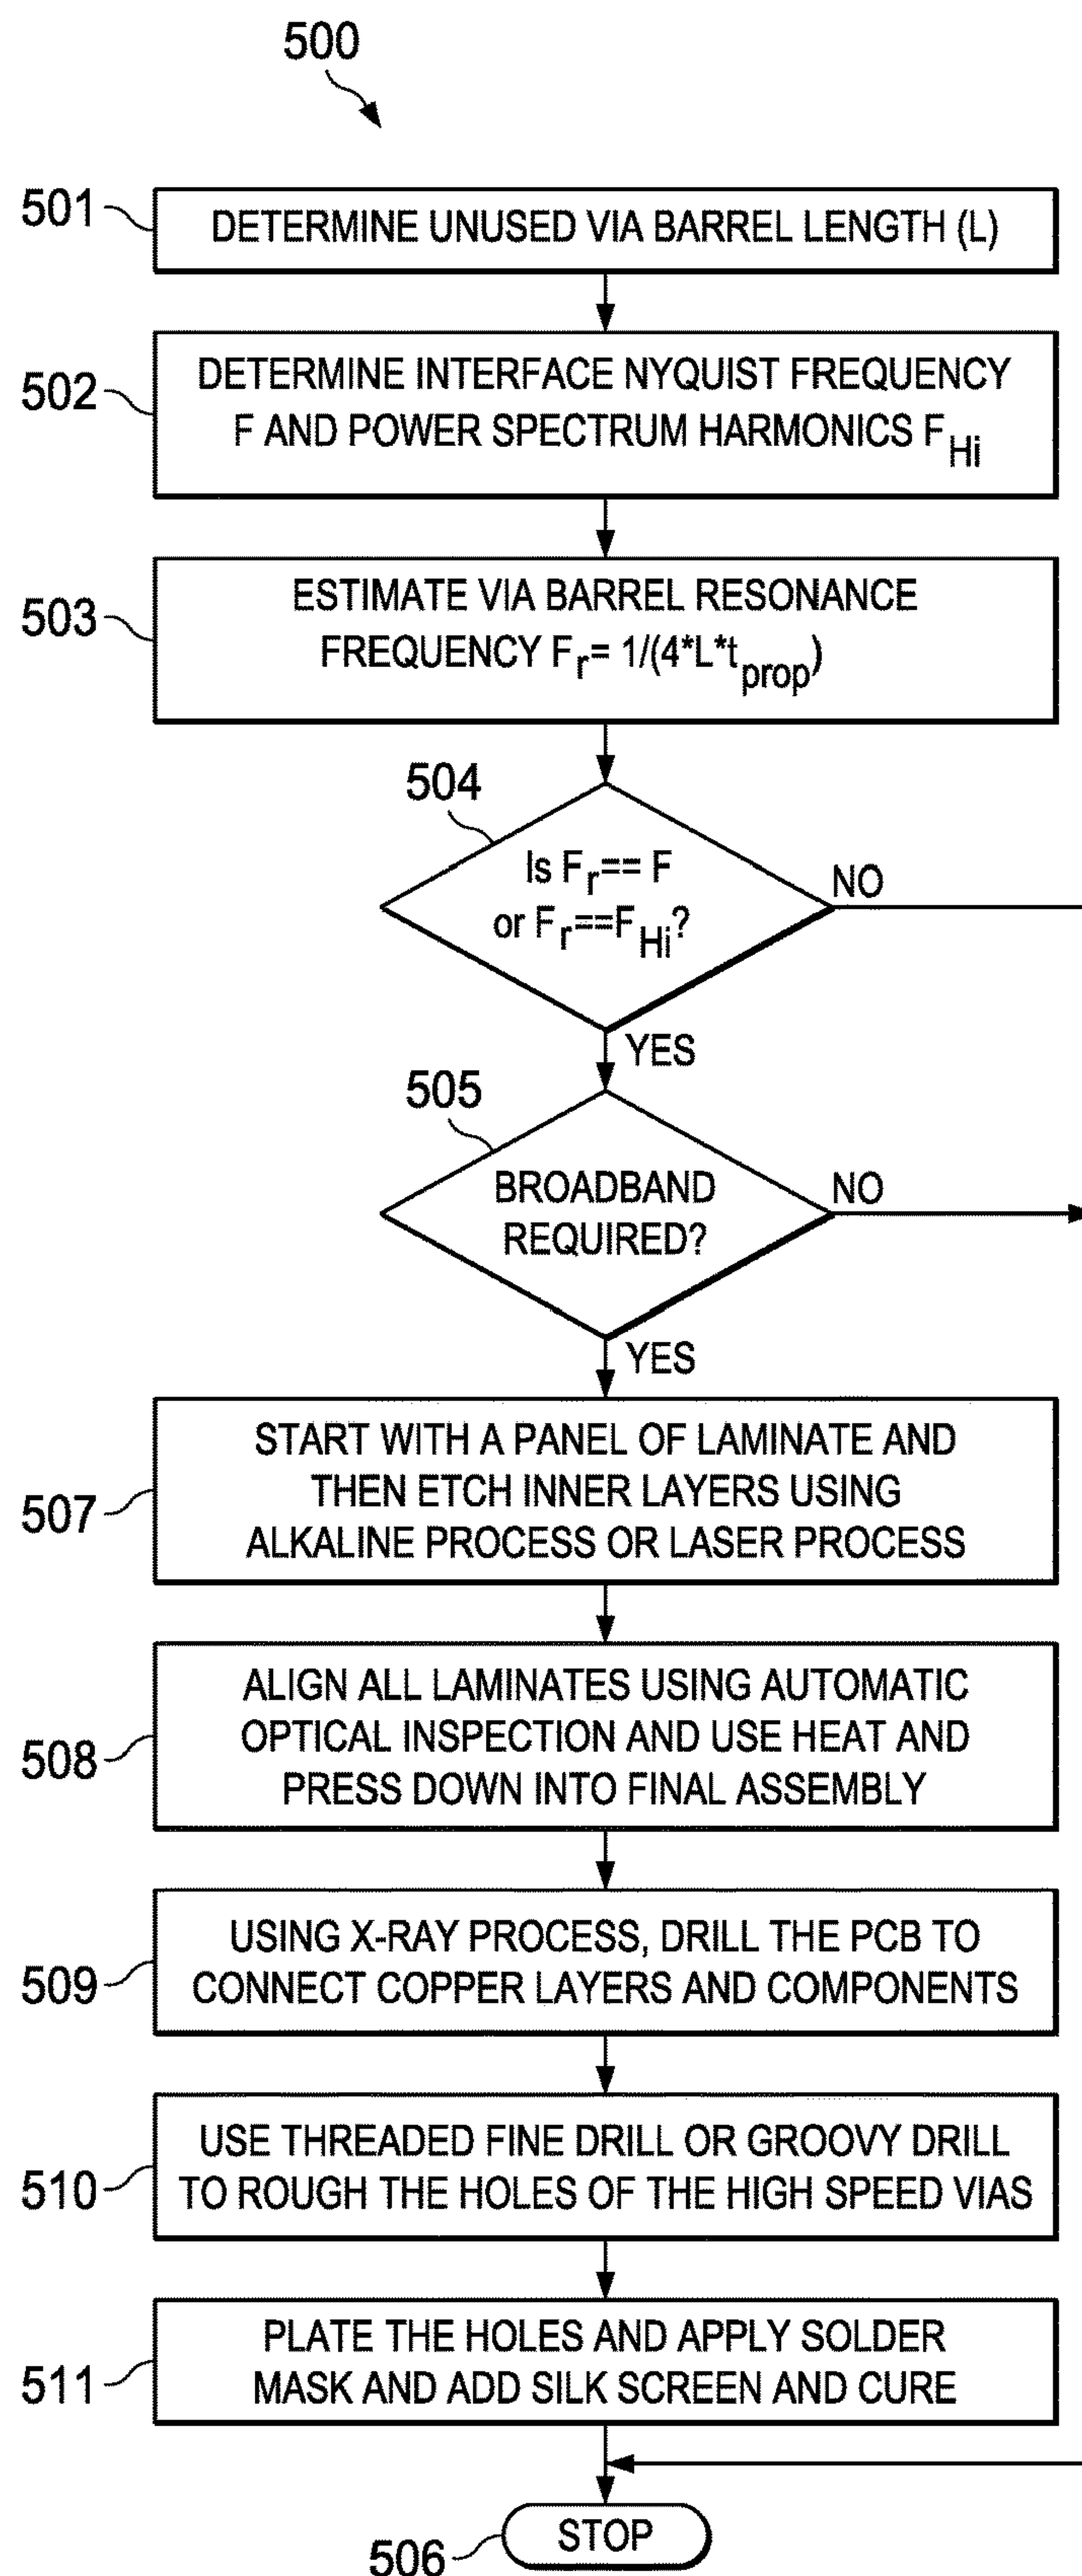 500
501
DETERMINE UNUSED VIA BARREL LENGTH (L)
502
DETERMINE INTERFACE NYQUIST FREQUENCY
F AND POWER SPECTRUM HARMONICS F_Hi
503
ESTIMATE VIA BARREL RESONANCE
FREQUENCY F_r= 1/(4*L*t_prop)
504
Is F_r== F
or F_r==F_Hi?
NO
YES
505
BROADBAND
REQUIRED?
NO
YES
507
START WITH A PANEL OF LAMINATE AND
THEN ETCH INNER LAYERS USING
ALKALINE PROCESS OR LASER PROCESS
508
ALIGN ALL LAMINATES USING AUTOMATIC
OPTICAL INSPECTION AND USE HEAT AND
PRESS DOWN INTO FINAL ASSEMBLY
509
USING X-RAY PROCESS, DRILL THE PCB TO
CONNECT COPPER LAYERS AND COMPONENTS
510
USE THREADED FINE DRILL OR GROOVY DRILL
TO ROUGH THE HOLES OF THE HIGH SPEED VIAS
511
PLATE THE HOLES AND APPLY SOLDER
MASK AND ADD SILK SCREEN AND CURE
506
STOP